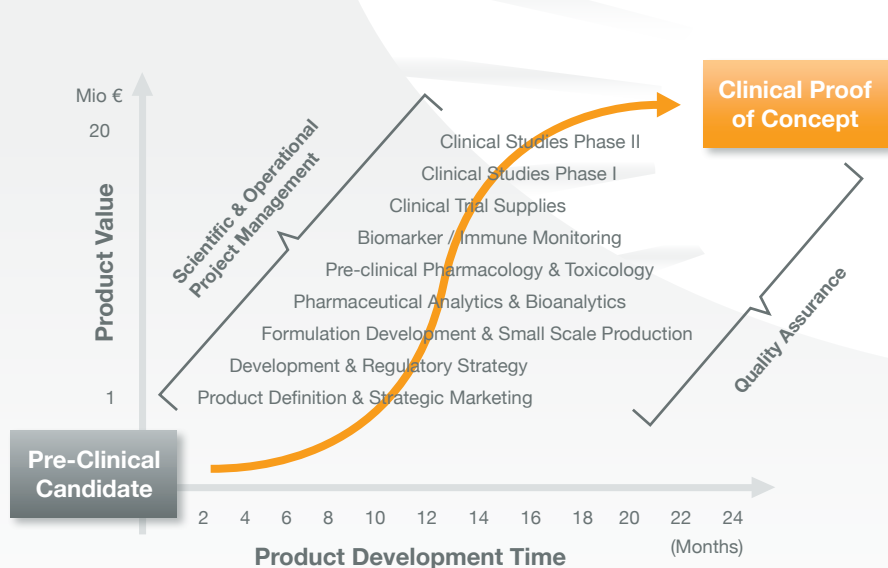 Mio €
20
Product Value
1
Scientific & Operational
Project Management
Clinical Proof
of Concept
Clinical Studies Phase II
Clinical Studies Phase I
Clinical Trial Supplies
Biomarker / Immune Monitoring
Pre-clinical Pharmacology & Toxicology
Pharmaceutical Analytics & Bioanalytics
Formulation Development & Small Scale Production
Development & Regulatory Strategy
Product Definition & Strategic Marketing
Quality Assurance
Pre-Clinical
Candidate
2 4 6 8 10 12 14 16 18 20 22 24
(Months)
Product Development Time